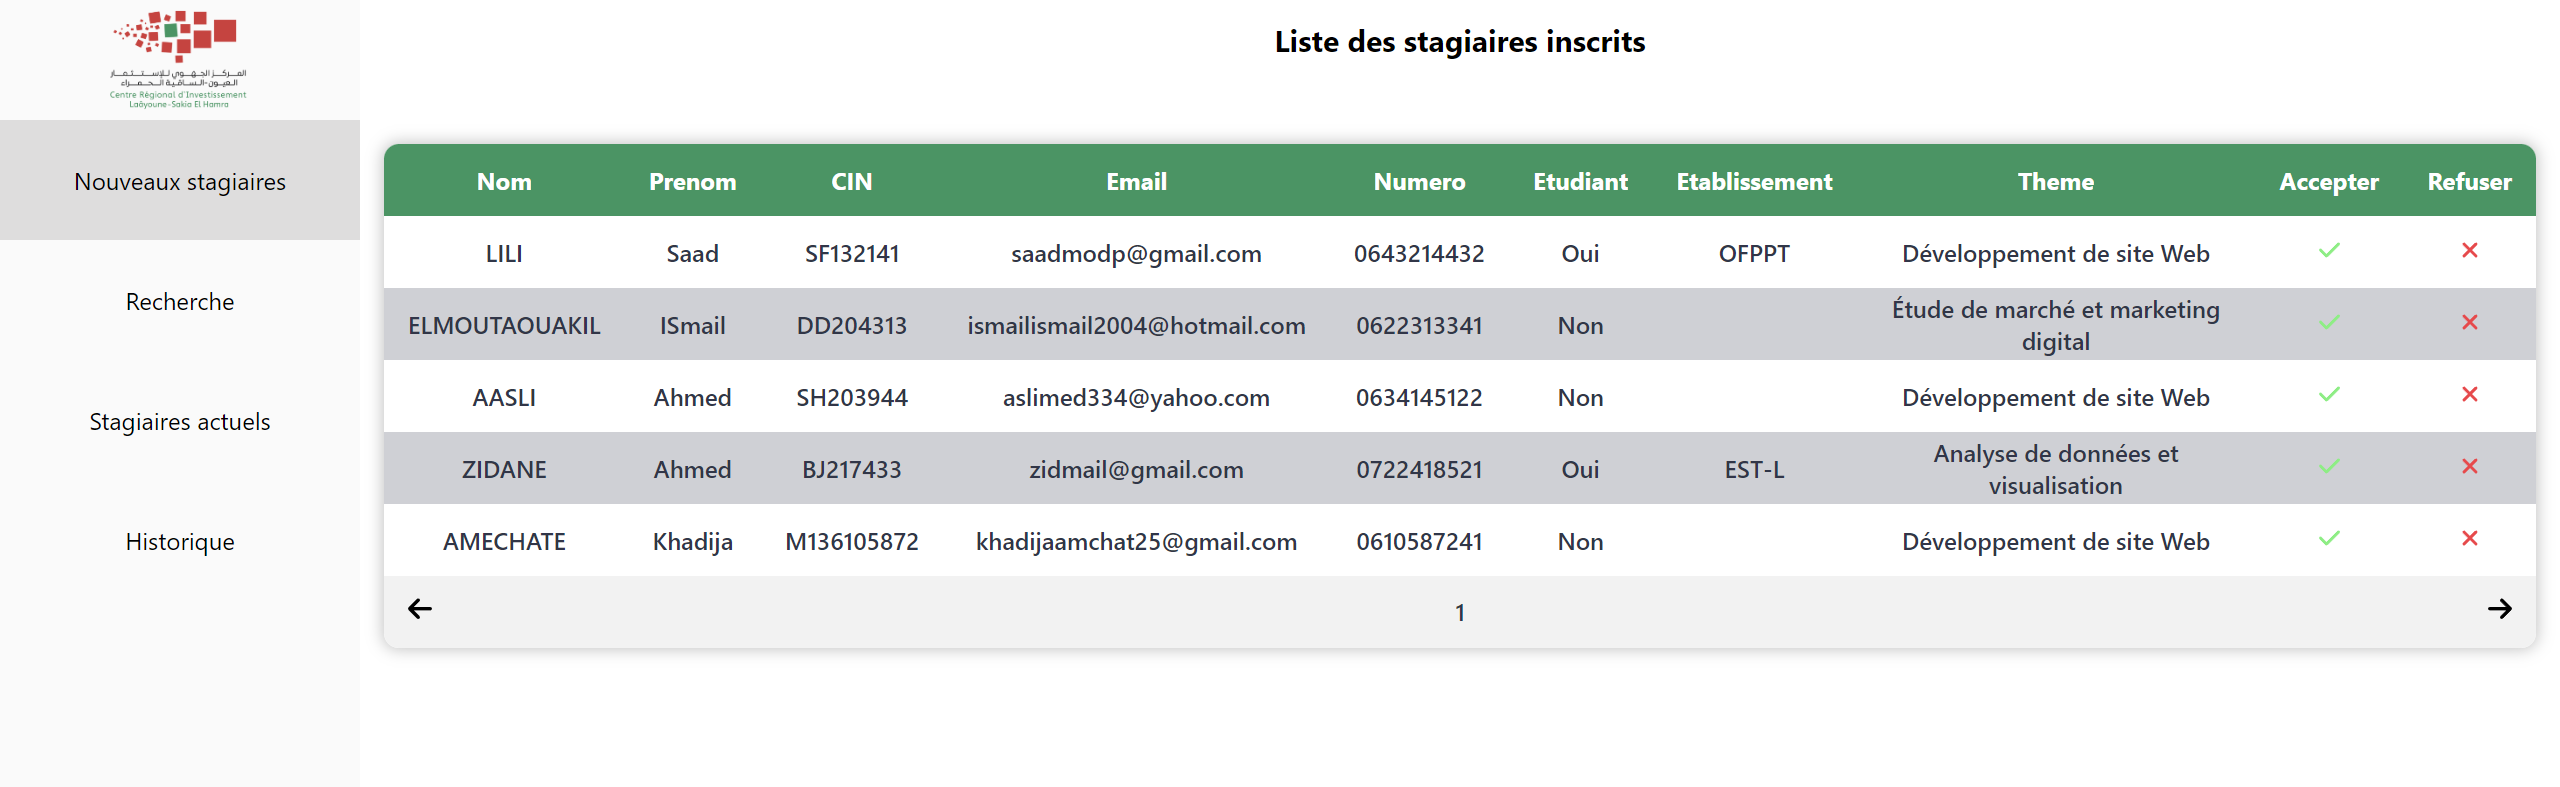 المركز الجهوي للإستثمار
العيون-الساقية الحمراء
Centre Régional d'Investissement
Laâyoune-Sakia El Hamra
Nouveaux stagiaires
Recherche
Stagiaires actuels
Historique
Liste des stagiaires inscrits
Nom Prenom CIN Email Numero Etudiant Etablissement Theme Accepter Refuser
LILI Saad SF132141 saadmodp@gmail.com 0643214432 Oui OFPPT Développement de site Web
ELMOUTAOUAKIL ISmail DD204313 ismailismail2004@hotmail.com 0622313341 Non Étude de marché et marketing
digital
AASLI Ahmed SH203944 aslimed334@yahoo.com 0634145122 Non Développement de site Web
ZIDANE Ahmed BJ217433 zidmail@gmail.com 0722418521 Oui EST-L Analyse de données et
visualisation
AMECHATE Khadija M136105872 khadijaamchat25@gmail.com 0610587241 Non Développement de site Web
1